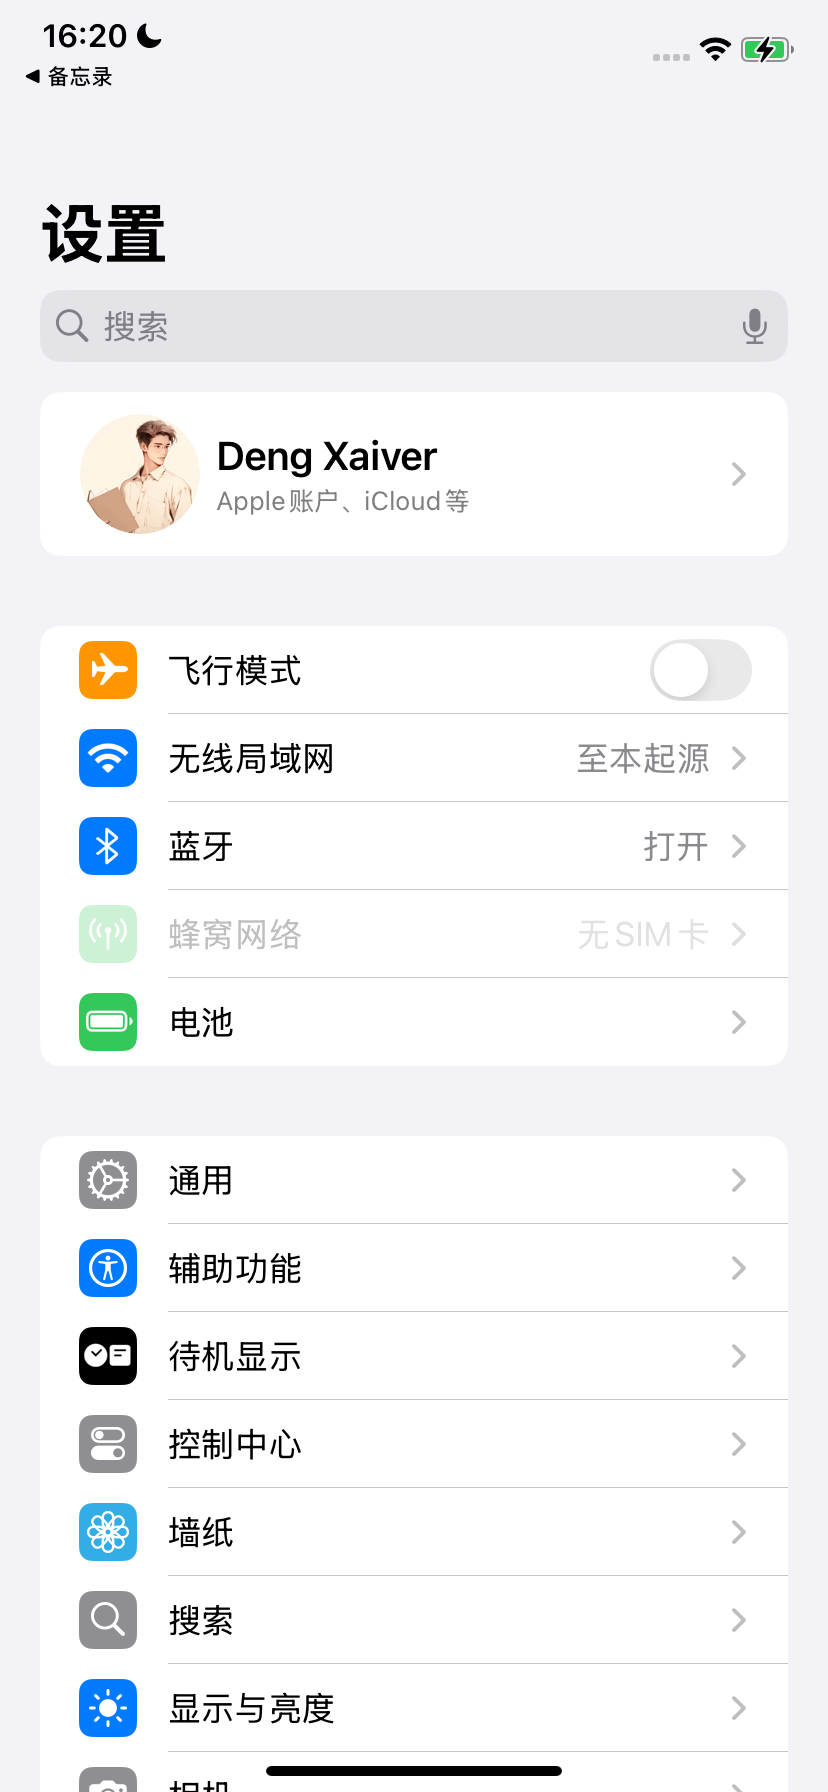 16:20
备忘录
设置
搜索
Deng Xaiver
Apple账户、iCloud等
飞行模式
无线局域网 至本起源
蓝牙 打开
蜂窝网络 无SIM卡
电池
通用
辅助功能
待机显示
控制中心
墙纸
搜索
显示与亮度
相机